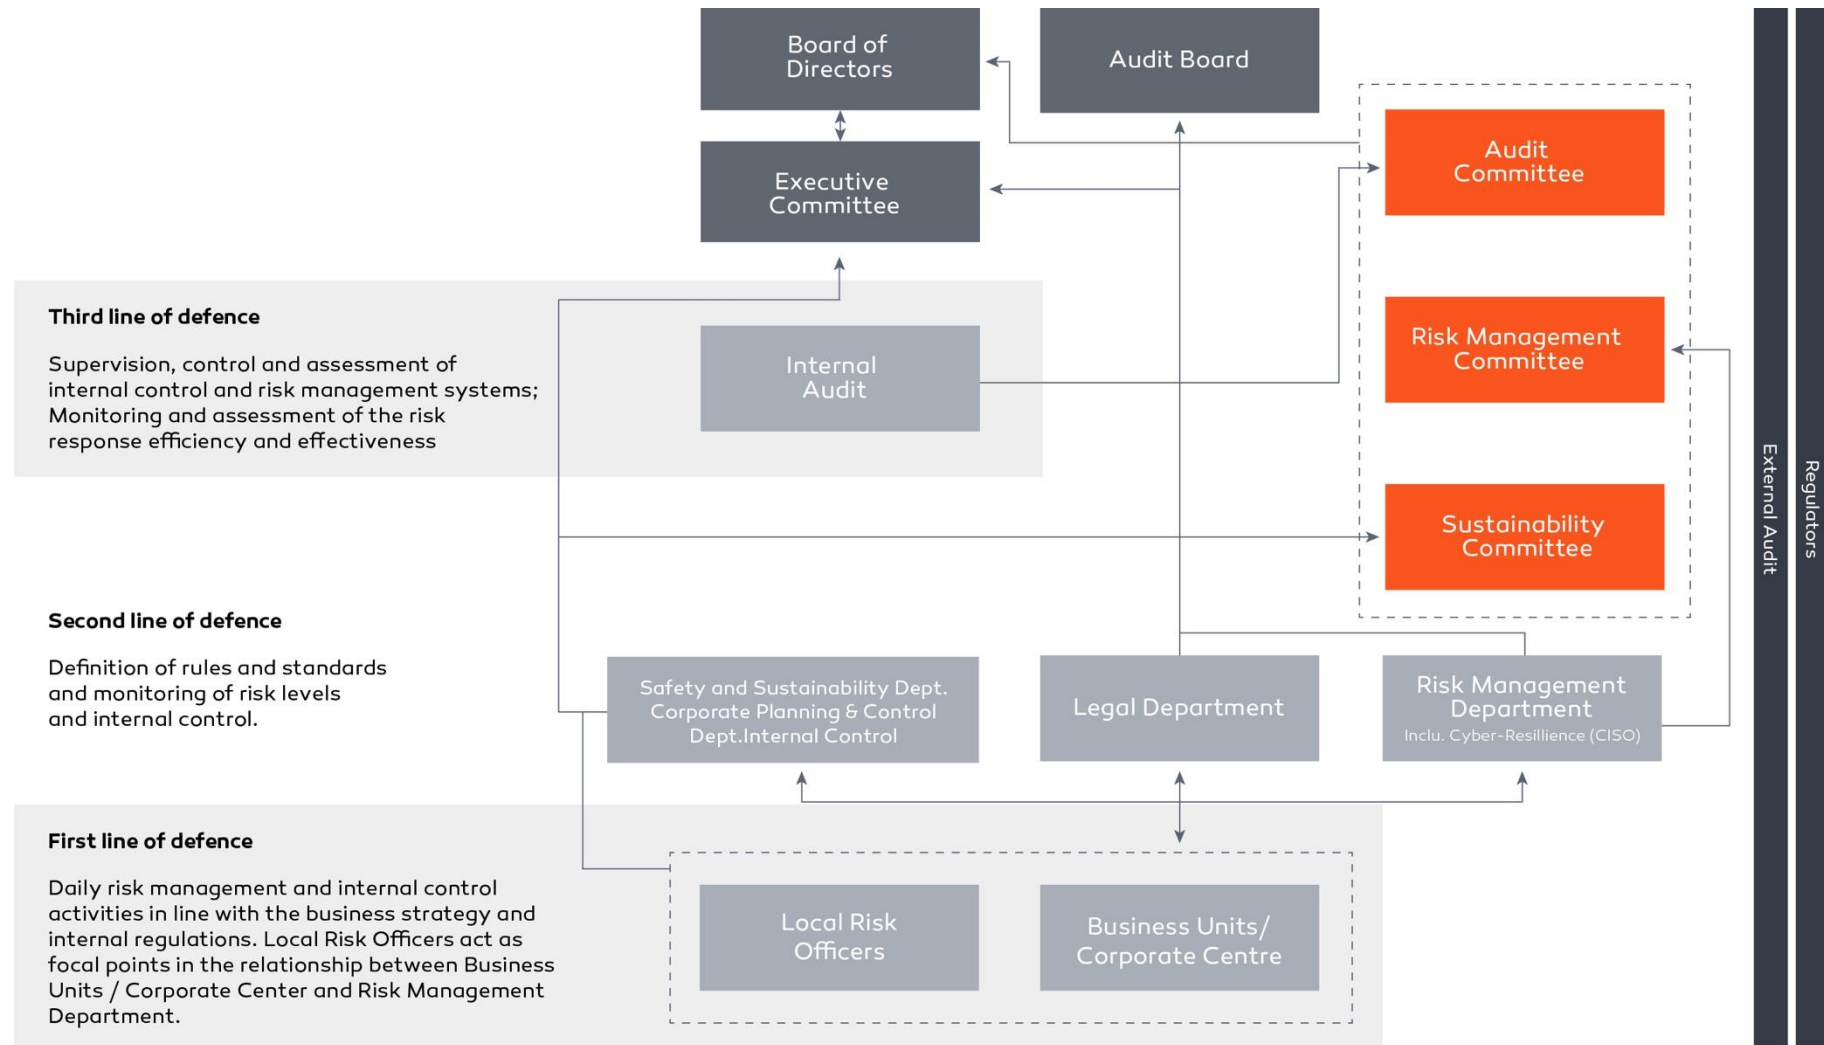 Board of
Directors
Audit Board
Executive
Committee
Audit
Committee
Third line of defence
Supervision, control and assessment of
internal control and risk management systems;
Monitoring and assessment of the risk
response efficiency and effectiveness
Internal
Audit
Risk Management
Committee
Sustainability
Committee
External Audit
Regulators
Second line of defence
Definition of rules and standards
and monitoring of risk levels
and internal control.
Safety and Sustainability Dept.
Corporate Planning & Control
Dept.Internal Control
Legal Department
Risk Management
Department
Inclu. Cyber-Resillience (CISO)
First line of defence
Daily risk management and internal control
activities in line with the business strategy and
internal regulations. Local Risk Officers act as
focal points in the relationship between Business
Units / Corporate Center and Risk Management
Department.
Local Risk
Officers
Business Units/
Corporate Centre